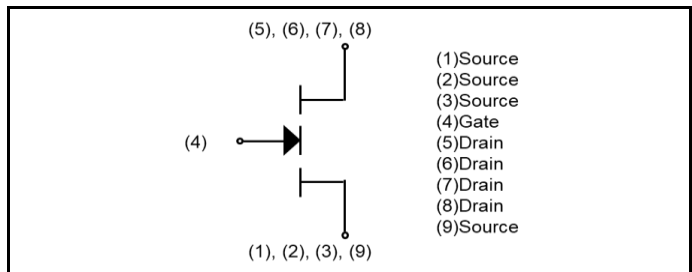 (5), (6), (7), (8)
(4)
(1), (2), (3), (9)
(1)Source
(2)Source
(3)Source
(4)Gate
(5)Drain
(6)Drain
(7)Drain
(8)Drain
(9)Source